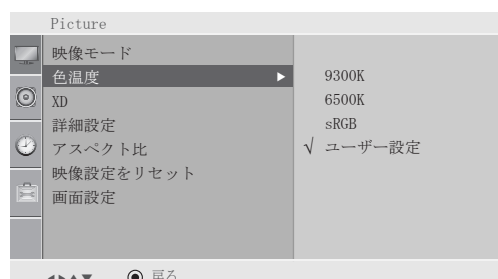 Picture
映像モード
色温度 ▶
XD
詳細設定
アスペクト比
映像設定をリセット
画面設定
9300K
6500K
sRGB
√ ユーザー設定
戻る